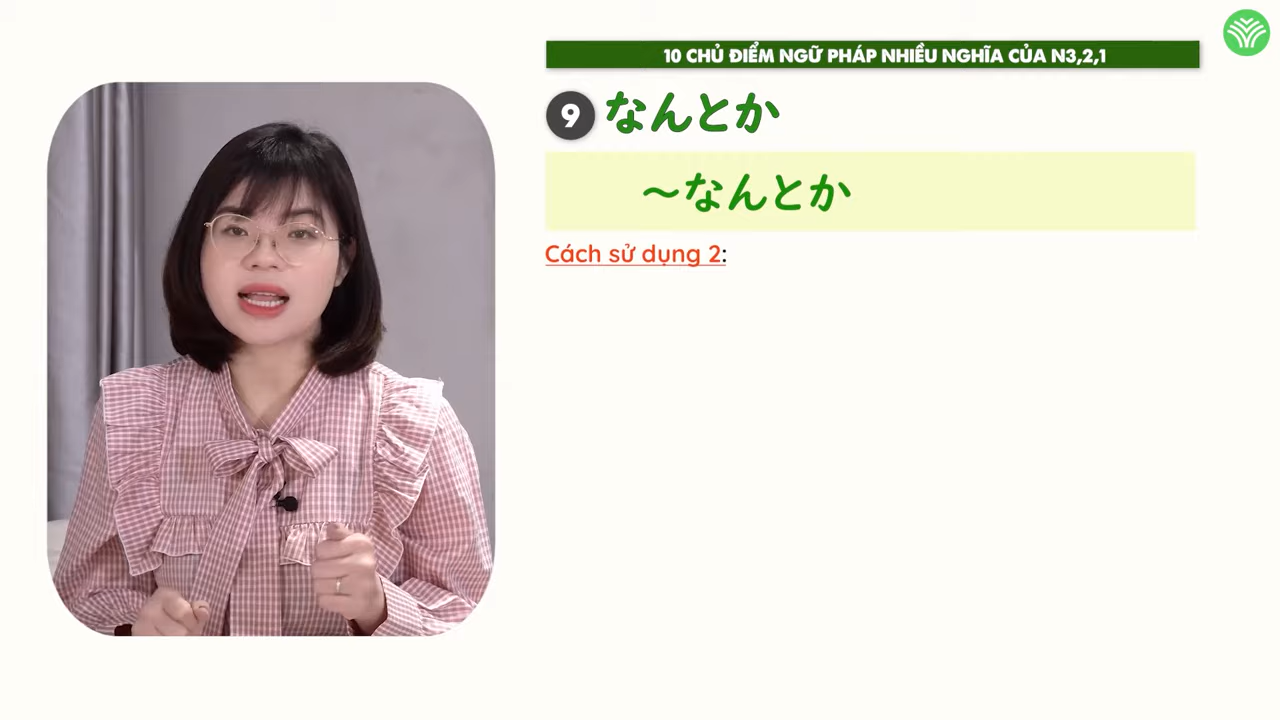 10 CHỦ ĐIỂM NGỮ PHÁP NHIỀU NGHĨA CỦA N3,2,1
9 なんとか
～なんとか
Cách sử dụng 2: